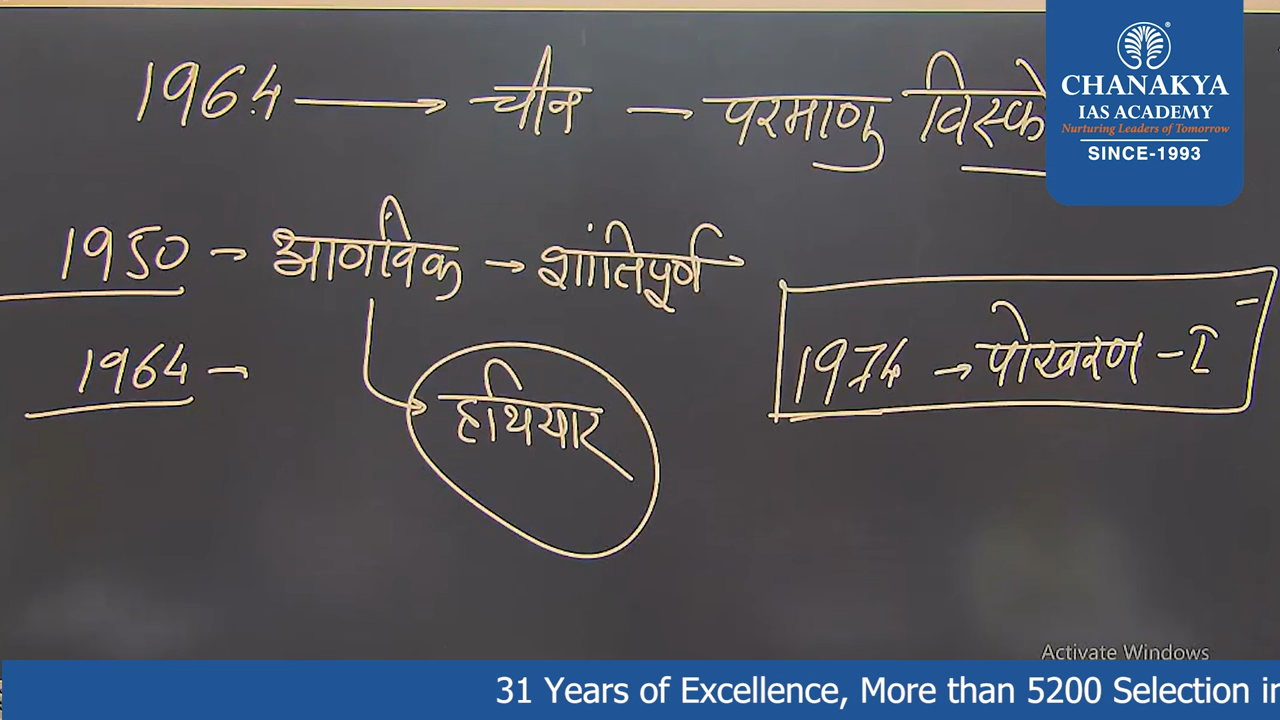 1964 → चीन → परमाणु विस्फो
1950 → आणविक → शांतिपूर्ण
1974 → पोखरण - I
1964 →
हथियार
CHANAKYA
IAS ACADEMY
Nurturing Leaders of Tomorrow
SINCE-1993
Activate Windows
31 Years of Excellence, More than 5200 Selection in